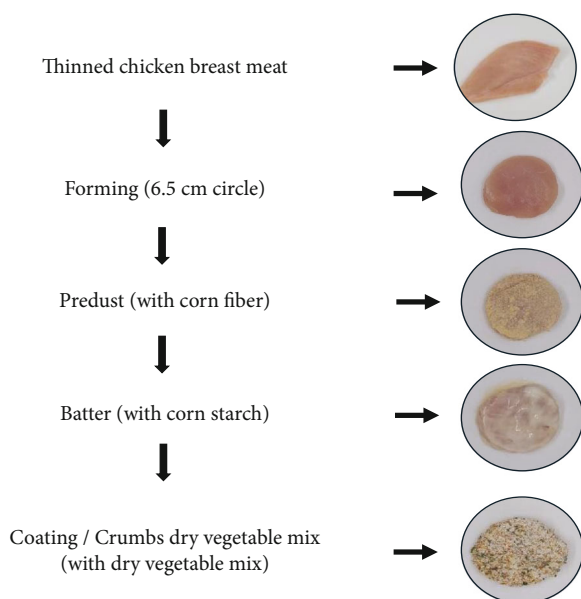 Thinned chicken breast meat
Forming (6.5 cm circle)
Predust (with corn fiber)
Batter (with corn starch)
Coating / Crumbs dry vegetable mix
(with dry vegetable mix)